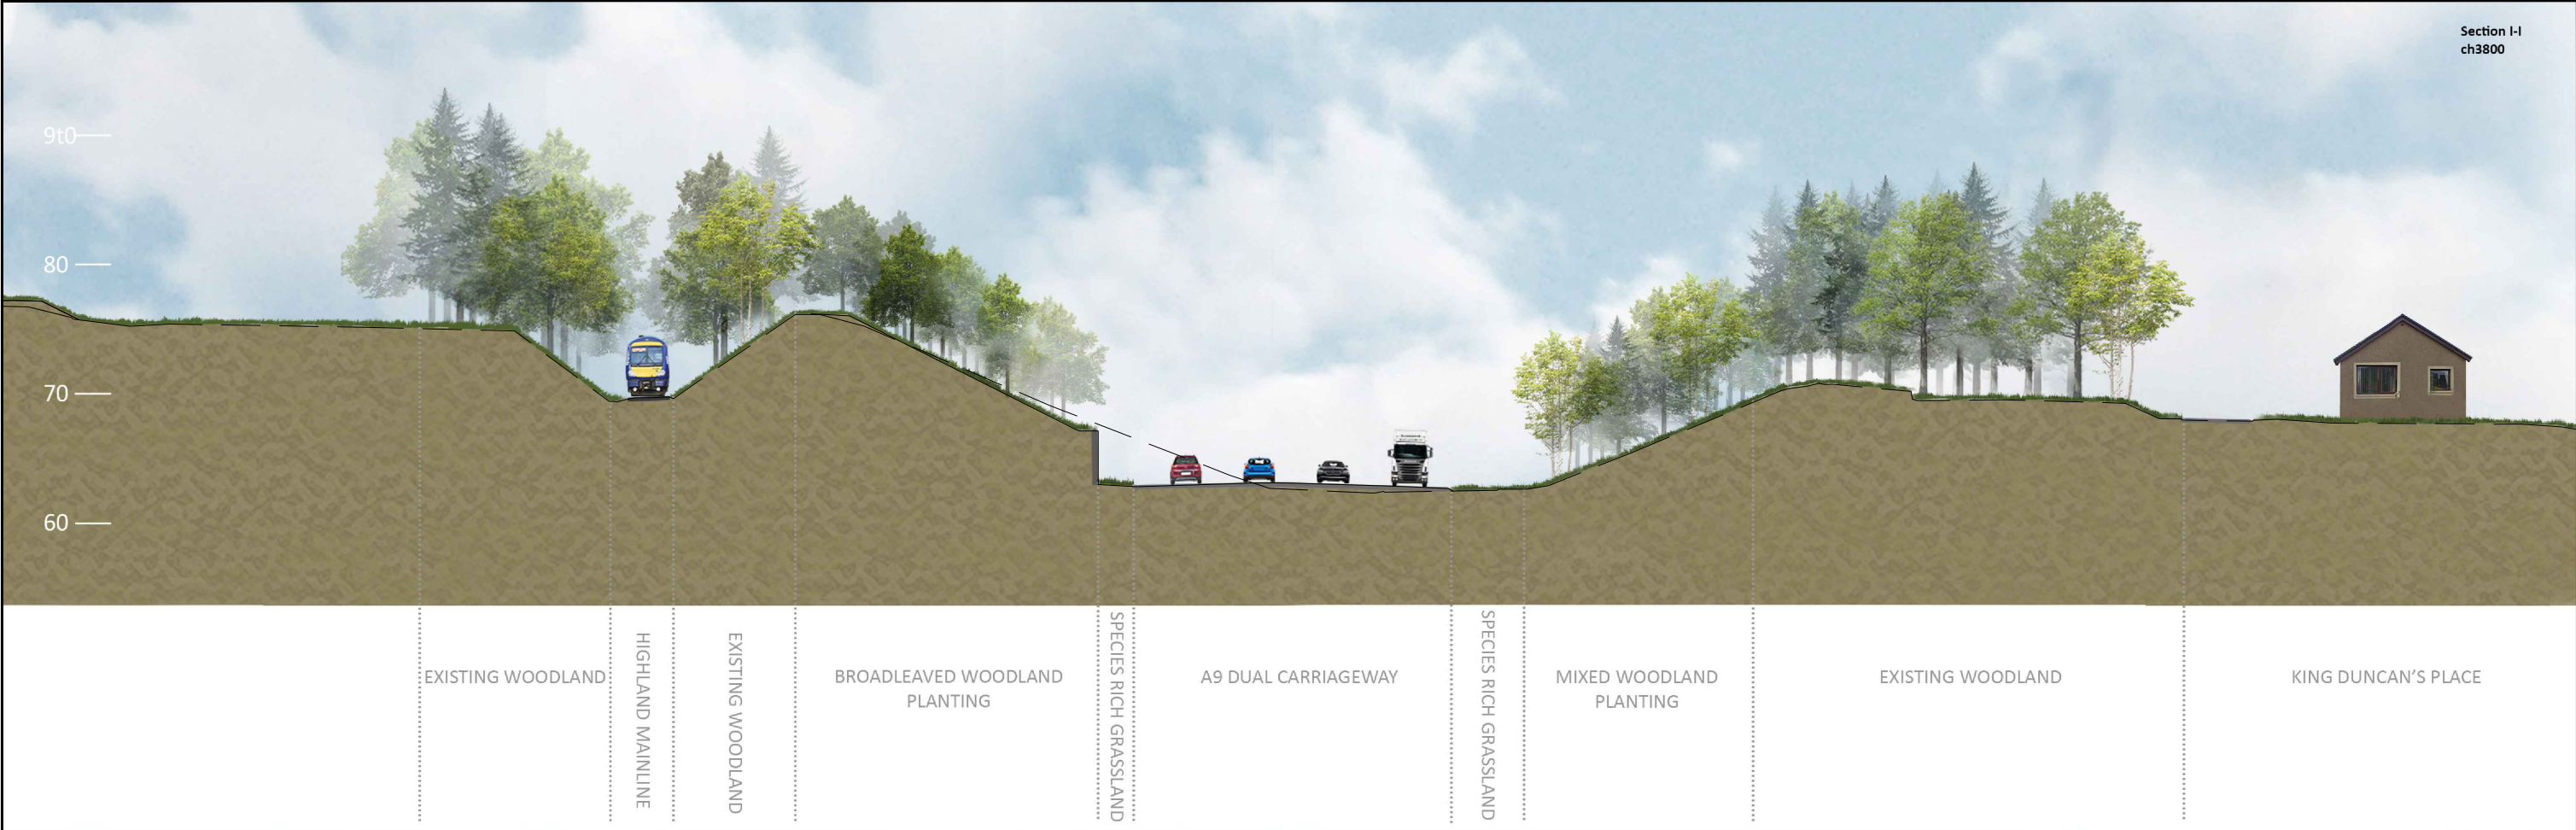 Section I-I
ch3800
9t0
80
70
60
EXISTING WOODLAND
HIGHLAND MAINLINE
EXISTING WOODLAND
BROADLEAVED WOODLAND
PLANTING
SPECIES RICH GRASSLAND
A9 DUAL CARRIAGEWAY
SPECIES RICH GRASSLAND
MIXED WOODLAND
PLANTING
EXISTING WOODLAND
KING DUNCAN'S PLACE